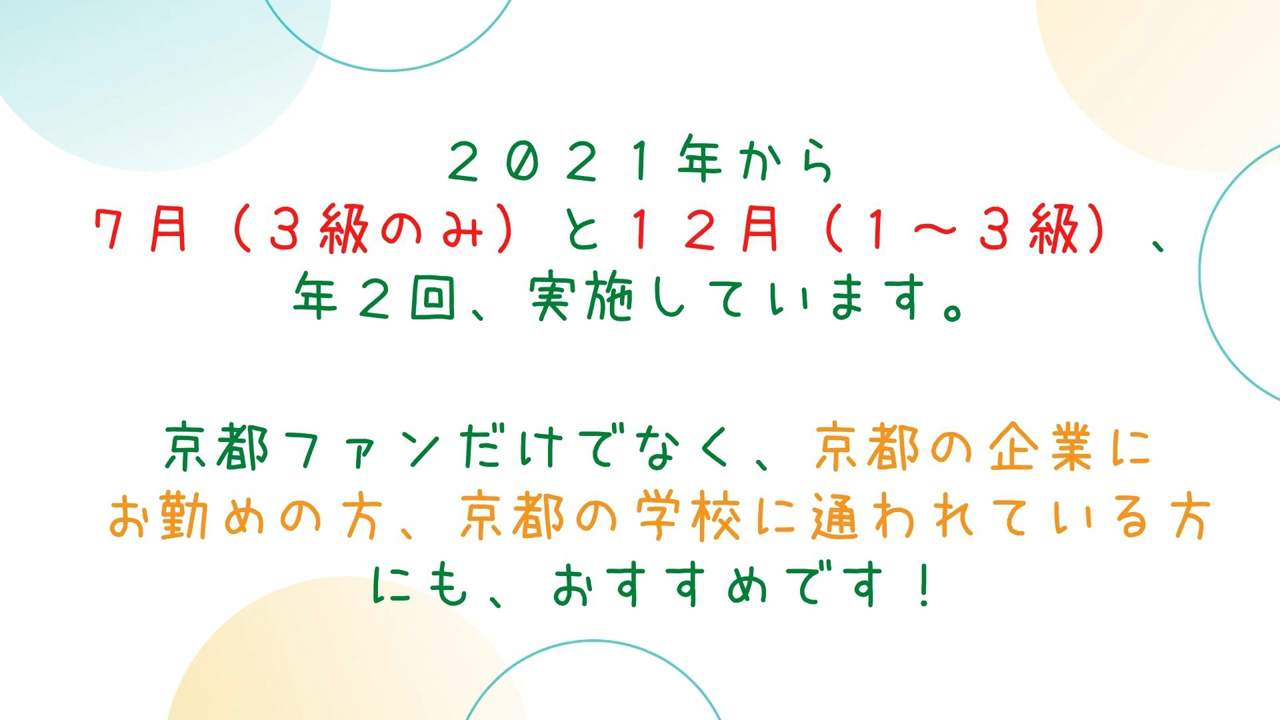 ２０２１年から
７月（３級のみ）と１２月（１～３級）、
年２回、実施しています。
京都ファンだけでなく、京都の企業に
お勤めの方、京都の学校に通われている方
にも、おすすめです！